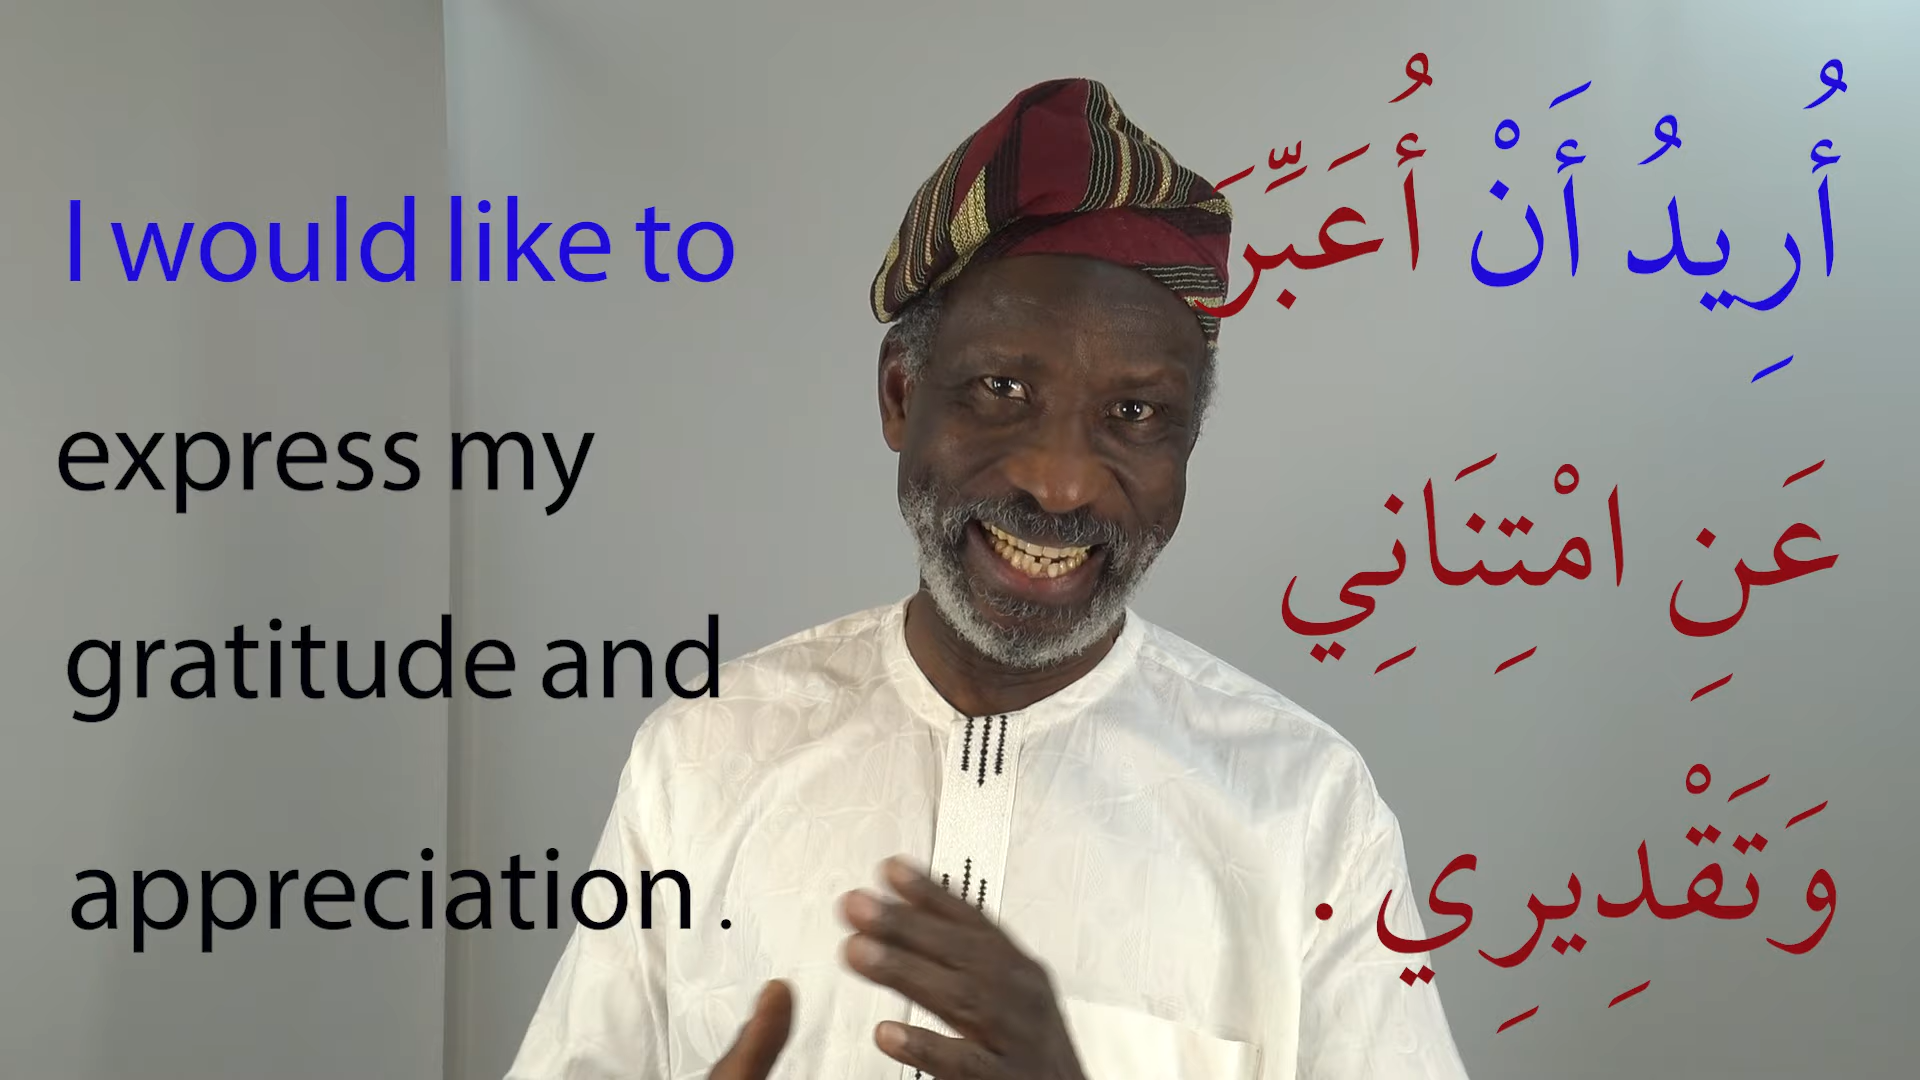 I would like to
express my
gratitude and
appreciation .
أُرِيدُ أَنْ أُعَبِّرَ
عَنِ امْتِنَانِي
وَتَقْدِيرِي .